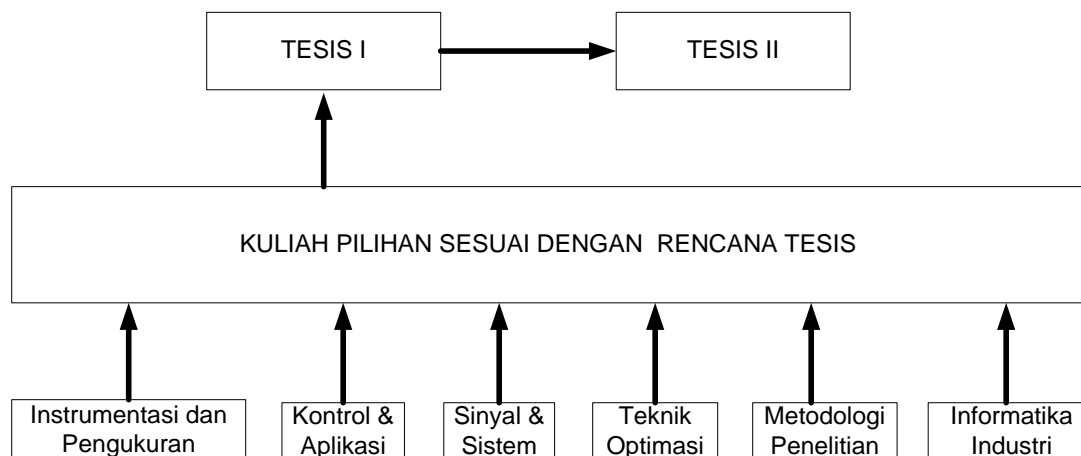 TESIS I
TESIS II
KULIAH PILIHAN SESUAI DENGAN RENCANA TESIS
Instrumentasi dan
Pengukuran
Kontrol &
Aplikasi
Sinyal &
Sistem
Teknik
Optimasi
Metodologi
Penelitian
Informatika
Industri